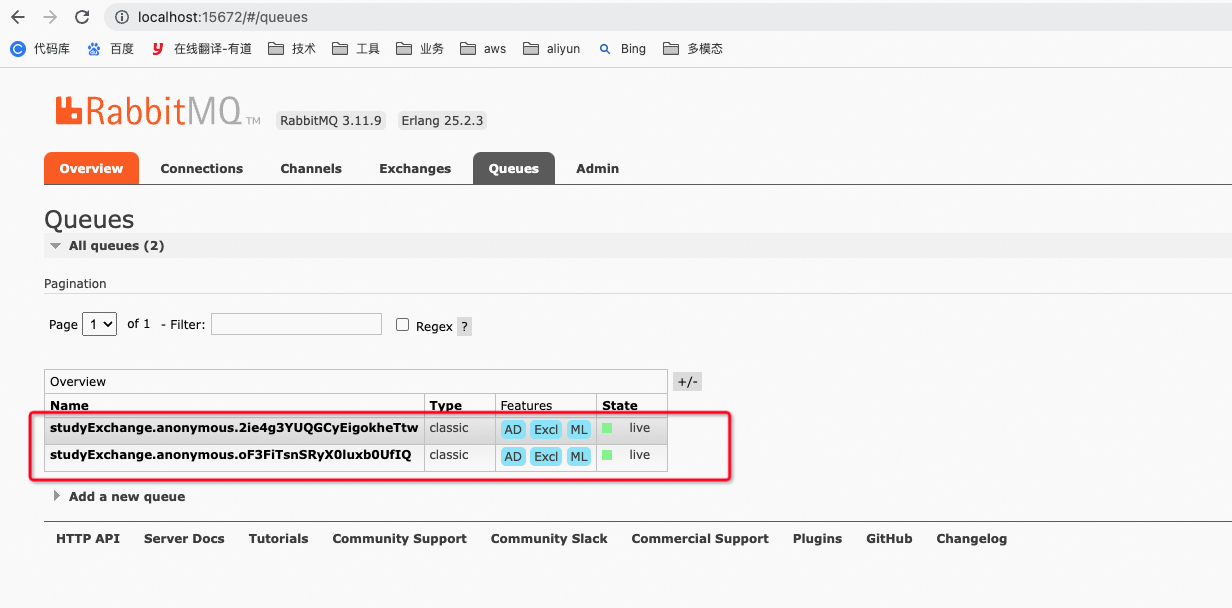 localhost:15672/#/queues
代码库 百度 在线翻译-有道 技术 工具 业务 aws aliyun Bing 多模态
RabbitMQ TM RabbitMQ 3.11.9 Erlang 25.2.3
Overview Connections Channels Exchanges Queues Admin
Queues
All queues (2)
Pagination
Page 1 of 1 - Filter: Regex ?
Overview +/-
Name Type Features State
studyExchange.anonymous.2ie4g3YUQGCyEigokheTtw classic AD Excl ML live
studyExchange.anonymous.oF3FiTsnSRyX0luxb0UfIQ classic AD Excl ML live
Add a new queue
HTTP API Server Docs Tutorials Community Support Community Slack Commercial Support Plugins GitHub Changelog